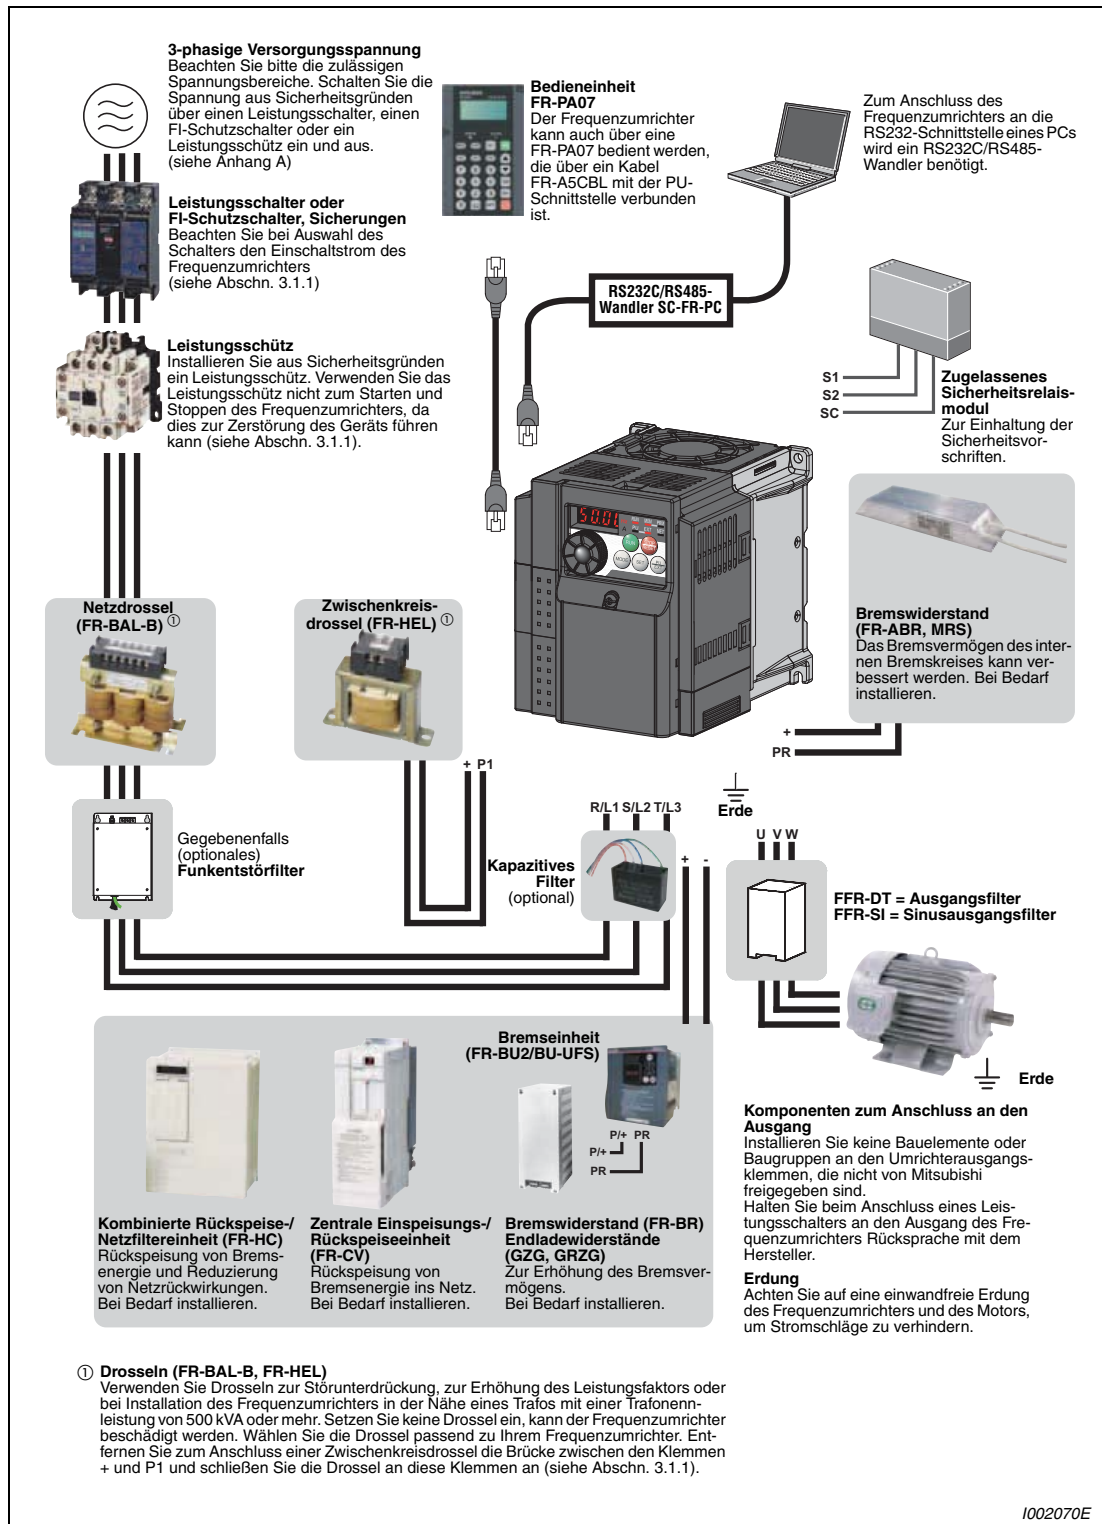 3-phasige Versorgungsspannung
Beachten Sie bitte die zulässigen
Spannungsbereiche. Schalten Sie die
Spannung aus Sicherheitsgründen
über einen Leistungsschalter, einen
FI-Schutzschalter oder ein
Leistungsschütz ein und aus.
(siehe Anhang A)
Bedieneinheit
FR-PA07
Der Frequenzumrichter
kann auch über eine
FR-PA07 bedient werden,
die über ein Kabel
FR-A5CBL mit der PU-
Schnittstelle verbunden
ist.
Zum Anschluss des
Frequenzumrichters an die
RS232-Schnittstelle eines PCs
wird ein RS232C/RS485-
Wandler benötigt.
Leistungsschalter oder
FI-Schutzschalter, Sicherungen
Beachten Sie bei Auswahl des
Schalters den Einschaltstrom des
Frequenzumrichters
(siehe Abschn. 3.1.1)
RS232C/RS485-
Wandler SC-FR-PC
Leistungsschütz
Installieren Sie aus Sicherheitsgründen
ein Leistungsschütz. Verwenden Sie das
Leistungsschütz nicht zum Starten und
Stoppen des Frequenzumrichters, da
dies zur Zerstörung des Geräts führen
kann (siehe Abschn. 3.1.1).
S1
S2
SC
Zugelassenes
Sicherheitsrelais-
modul
Zur Einhaltung der
Sicherheitsvor-
schriften.
Bremswiderstand
(FR-ABR, MRS)
Das Bremsvermögen des inter-
nen Bremskreises kann ver-
bessert werden. Bei Bedarf
installieren.
+
PR
Netzdrossel
(FR-BAL-B) ①
Zwischenkreis-
drossel (FR-HEL) ①
+ P1
Erde
R/L1 S/L2 T/L3
U V W
Gegebenenfalls
(optionales)
Funkentstörfilter
Kapazitives
Filter
(optional)
+ -
FFR-DT = Ausgangsfilter
FFR-SI = Sinusausgangsfilter
Erde
Bremseinheit
(FR-BU2/BU-UFS)
P/+ PR
P/+
PR
Kombinierte Rückspeise-/
Netzfiltereinheit (FR-HC)
Rückspeisung von Brems-
energie und Reduzierung
von Netzrückwirkungen.
Bei Bedarf installieren.
Zentrale Einspeisungs-/
Rückspeiseeinheit
(FR-CV)
Rückspeisung von
Bremsenergie ins Netz.
Bei Bedarf installieren.
Bremswiderstand (FR-BR)
Endladewiderstände
(GZG, GRZG)
Zur Erhöhung des Bremsver-
mögens.
Bei Bedarf installieren.
Komponenten zum Anschluss an den
Ausgang
Installieren Sie keine Bauelemente oder
Baugruppen an den Umrichterausgangs-
klemmen, die nicht von Mitsubishi
freigegeben sind.
Halten Sie beim Anschluss eines Leis-
tungsschalters an den Ausgang des Fre-
quenzumrichters Rücksprache mit dem
Hersteller.
Erdung
Achten Sie auf eine einwandfreie Erdung
des Frequenzumrichters und des Motors,
um Stromschläge zu verhindern.
① Drosseln (FR-BAL-B, FR-HEL)
Verwenden Sie Drosseln zur Störunterdrückung, zur Erhöhung des Leistungsfaktors oder
bei Installation des Frequenzumrichters in der Nähe eines Trafos mit einer Trafonenn-
leistung von 500 kVA oder mehr. Setzen Sie keine Drossel ein, kann der Frequenzumrichter
beschädigt werden. Wählen Sie die Drossel passend zu Ihrem Frequenzumrichter. Ent-
fernen Sie zum Anschluss einer Zwischenkreisdrossel die Brücke zwischen den Klemmen
+ und P1 und schließen Sie die Drossel an diese Klemmen an (siehe Abschn. 3.1.1).
I002070E